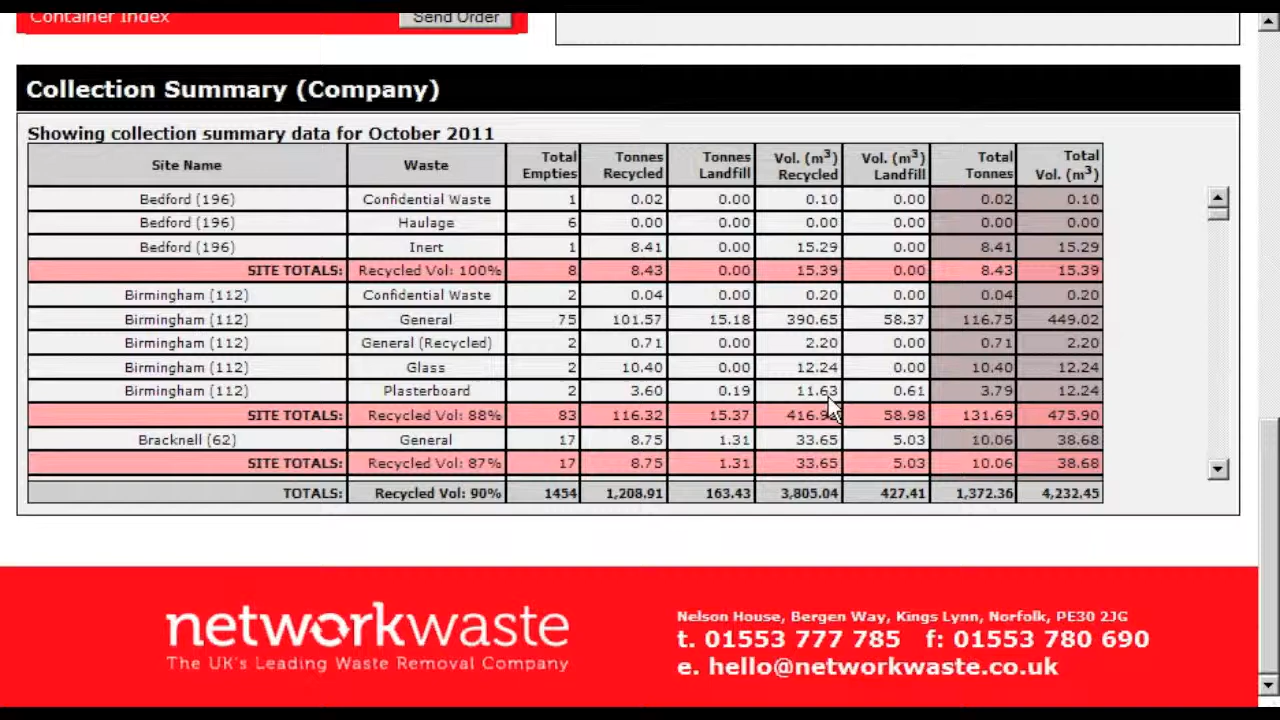 Container Index Send Order
Collection Summary (Company)
Showing collection summary data for October 2011
Site Name Waste Total Empties Tonnes Recycled Tonnes Landfill Vol. (m³) Recycled Vol. (m³) Landfill Total Tonnes Total Vol. (m³)
Bedford (196) Confidential Waste 1 0.02 0.00 0.10 0.00 0.02 0.10
Bedford (196) Haulage 6 0.00 0.00 0.00 0.00 0.00 0.00
Bedford (196) Inert 1 8.41 0.00 15.29 0.00 8.41 15.29
SITE TOTALS: Recycled Vol: 100% 8 8.43 0.00 15.39 0.00 8.43 15.39
Birmingham (112) Confidential Waste 2 0.04 0.00 0.20 0.00 0.04 0.20
Birmingham (112) General 75 101.57 15.18 390.65 58.37 116.75 449.02
Birmingham (112) General (Recycled) 2 0.71 0.00 2.20 0.00 0.71 2.20
Birmingham (112) Glass 2 10.40 0.00 12.24 0.00 10.40 12.24
Birmingham (112) Plasterboard 2 3.60 0.19 11.63 0.61 3.79 12.24
SITE TOTALS: Recycled Vol: 88% 83 116.32 15.37 58.98 131.69 475.90
Bracknell (62) General 17 8.75 1.31 33.65 5.03 10.06 38.68
SITE TOTALS: Recycled Vol: 87% 17 8.75 1.31 33.65 5.03 10.06 38.68
TOTALS: Recycled Vol: 90% 1454 1,208.91 163.43 3,805.04 427.41 1,372.36 4,232.45
networkwaste
The UK's Leading Waste Removal Company
Nelson House, Bergen Way, Kings Lynn, Norfolk, PE30 2JG
t. 01553 777 785 f: 01553 780 690
e. hello@networkwaste.co.uk